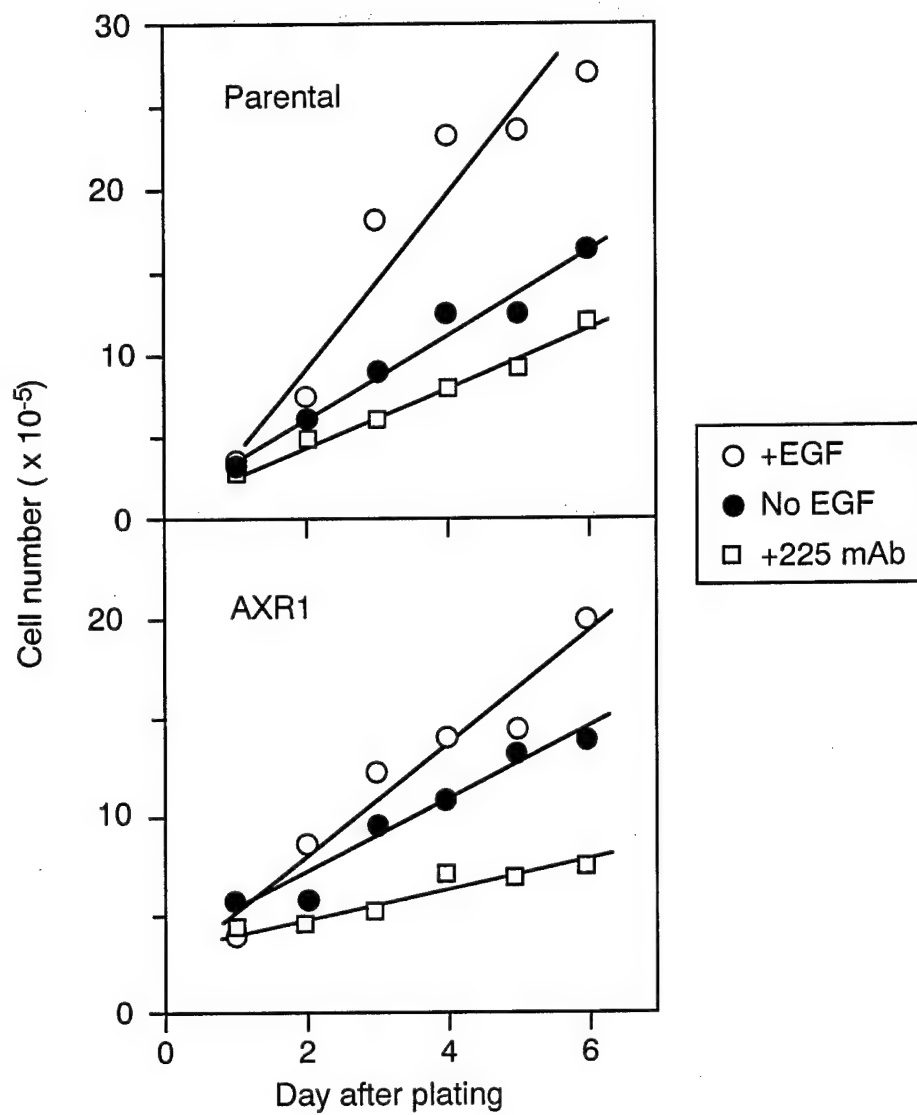 30
Parental
20
10
0
AXR1
20
10
0
0 2 4 6
Day after plating
Cell number ( x 10-5)
+EGF
No EGF
+225 mAb